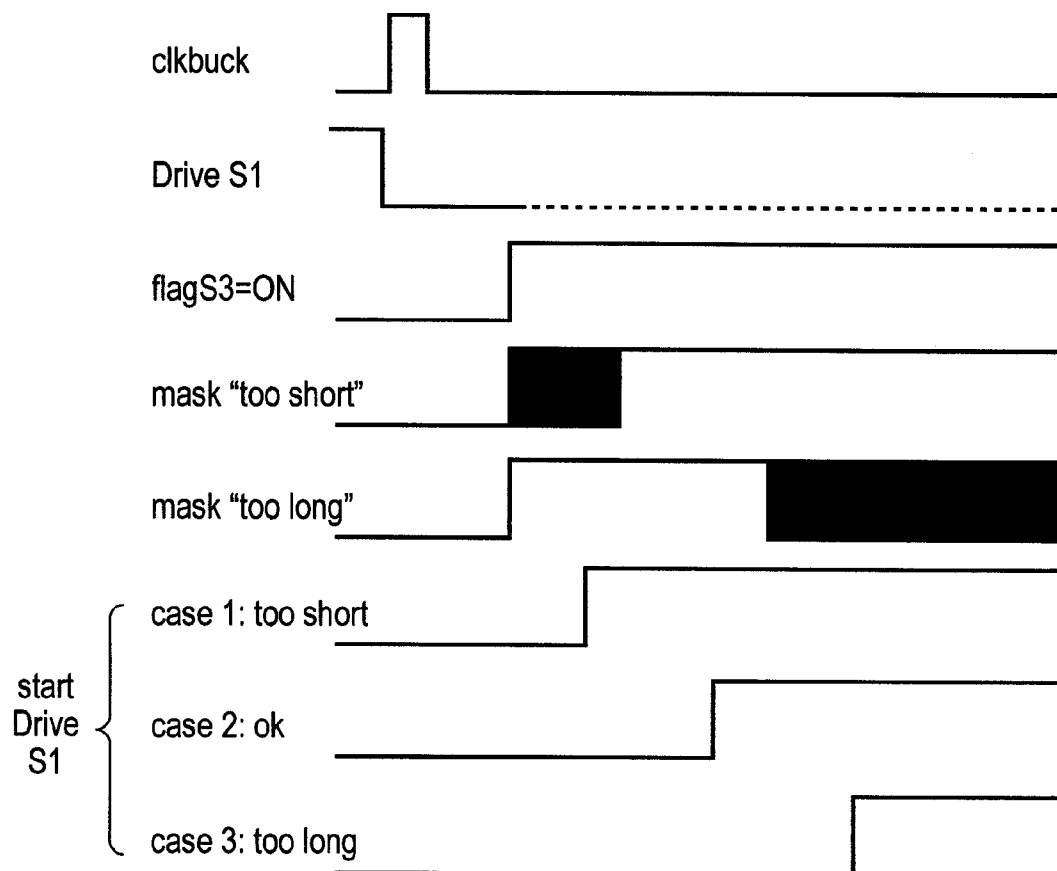 clkbuck
Drive S1
flagS3=ON
mask “too short”
mask “too long”
start
Drive
S1
case 1: too short
case 2: ok
case 3: too long